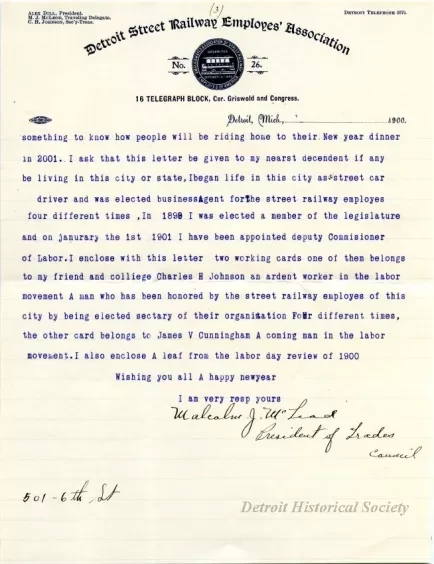 (3)
ALEX DILL, President.
M. J. McLEOD, Traveling Delegate.
C. H. JOHNSON, Sec'y-Treas.
DETROIT TELEPHONE
Detroit Street Railway Employes' Association
No. 26.
16 TELEGRAPH BLOCK, Cor. Griswold and Congress.
Detroit, Mich., 1900.
something to know how people will be riding home to their New year dinner
in 2001. I ask that this letter be given to my nearest decendent if any
be living in this city or state,Ibegan life in this city as street car
driver and was elected businessAgent forthe street railway employes
four different times ,In 1898 I was elected a member of the legislature
and on janurary the 1st 1901 I have been appointed deputy Commisioner
of Labor.I enclose with this letter two working cards one of them belongs
to my friend and colliege Charles H Johnson an ardent worker in the labor
movement A man who has been honored by the street railway employes of this
city by being elected sectary of their organization Four different times,
the other card belongs to James V Cunningham A coming man in the labor
movement.I also enclose A leaf from the labor day review of 1900
Wishing you all A happy newyear
I am very resp yours
Malcolm J. McLeod
President of Trades
Council
501-6th St
Detroit Historical Society